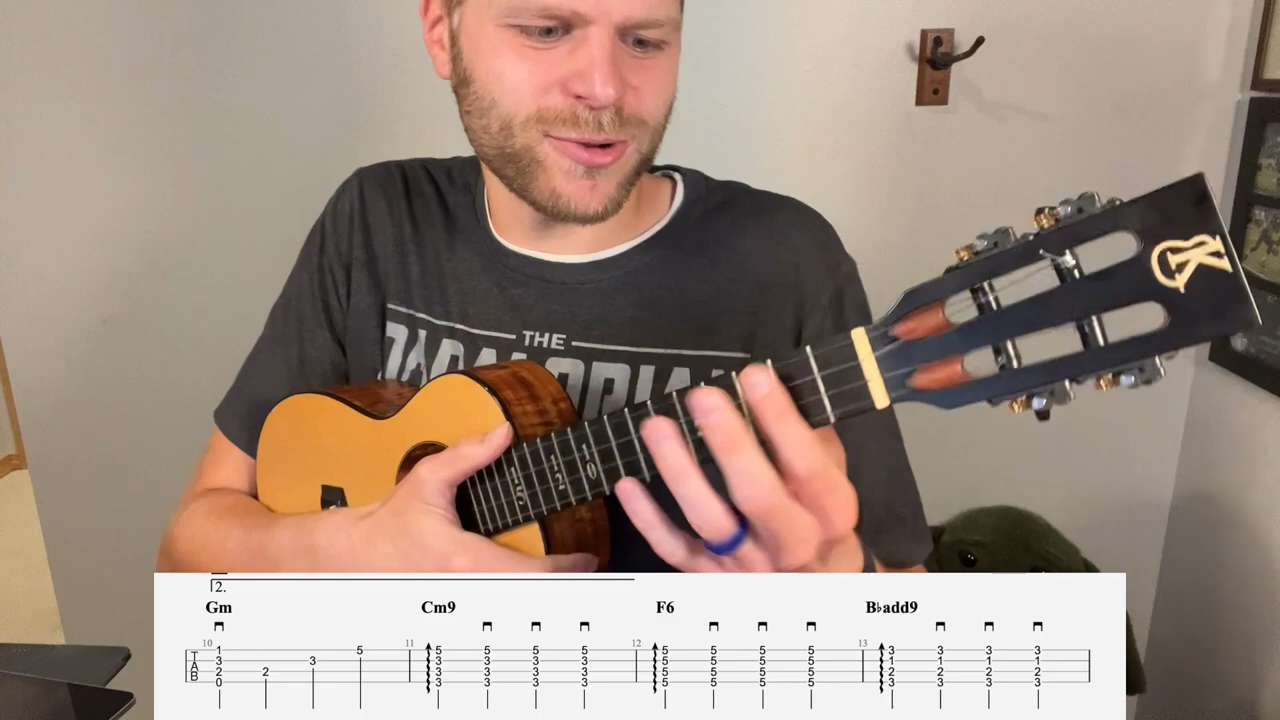 K
THE
10
12
15
2.
Gm Cm9 F6 B♭add9
10 11 12 13
T 1 5 5 5 5 5 5 5 5 5 3 3 3 3
A 3 3 3 3 3 3 5 5 5 5 1 1 1 1
B 2 2 3 3 3 3 5 5 5 5 2 2 2 2
0 3 3 3 3 5 5 5 5 3 3 3 3